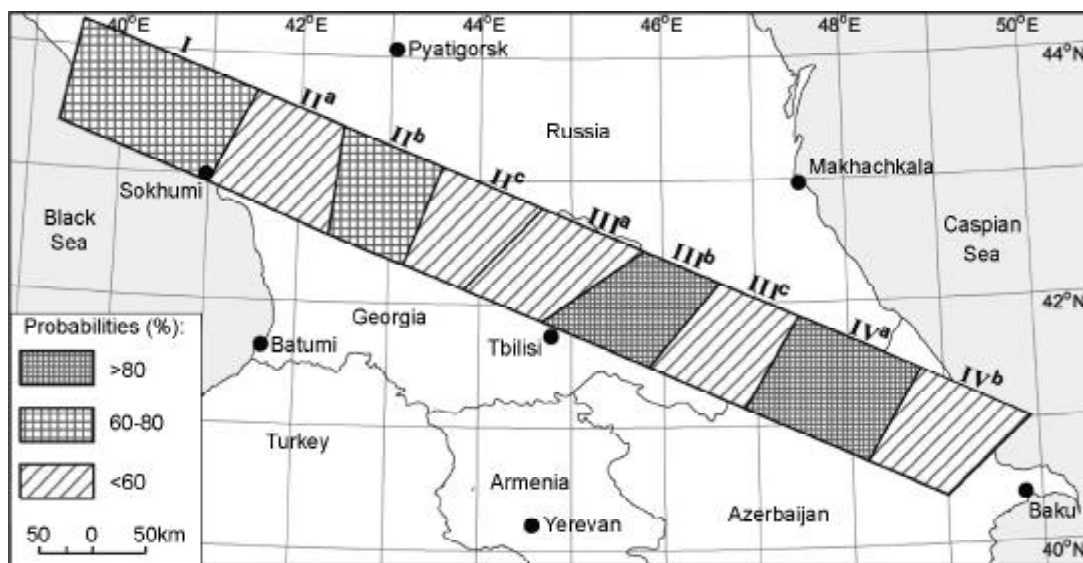 40°E
42°E
44°E
46°E
48°E
50°E
44°N
I
Pyatigorsk
IIa
IIb
Russia
Makhachkala
IIc
Sokhumi
Black
Sea
IIIa
Caspian
Sea
IIIb
IIIc
42°N
Georgia
Probabilities (%):
Batumi
Tbilisi
IVa
>80
IVb
60-80
Turkey
<60
Armenia
Azerbaijan
Baku
50 0 50km
Yerevan
40°N